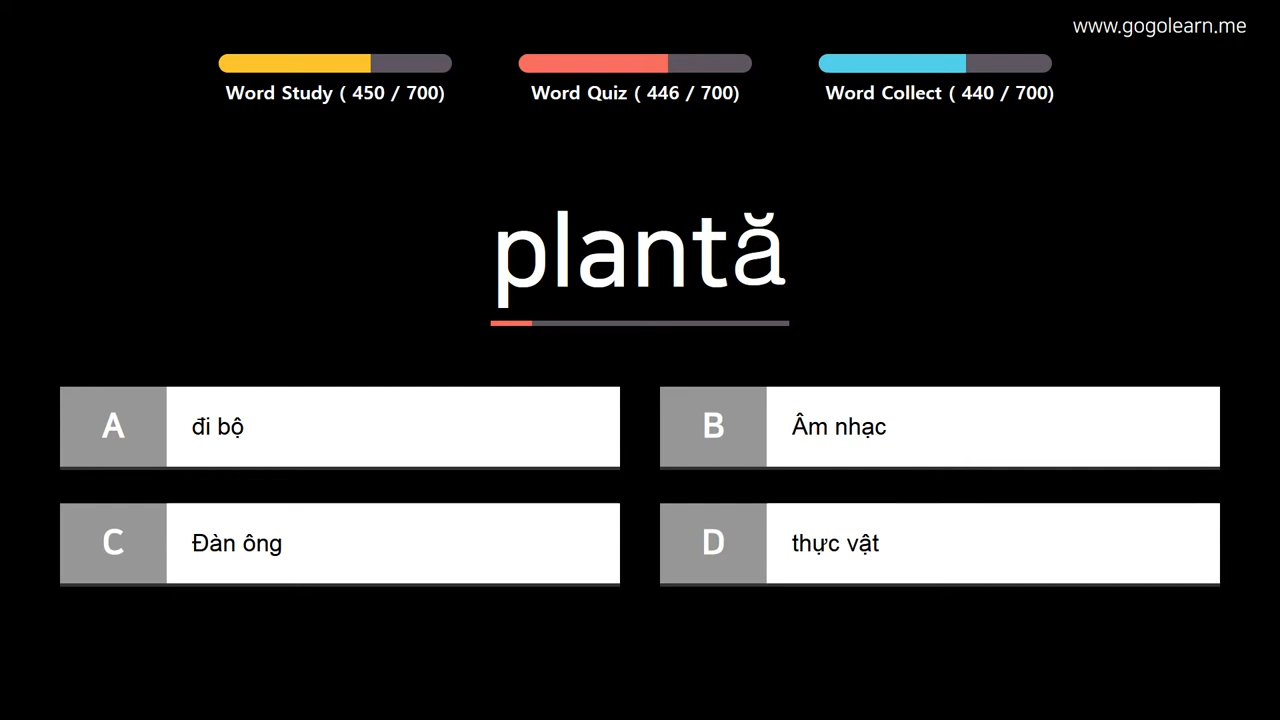 www.gogolearn.me
Word Study ( 450 / 700)
Word Quiz ( 446 / 700)
Word Collect ( 440 / 700)
plantă
A
đi bộ
B
Âm nhạc
C
Đàn ông
D
thực vật